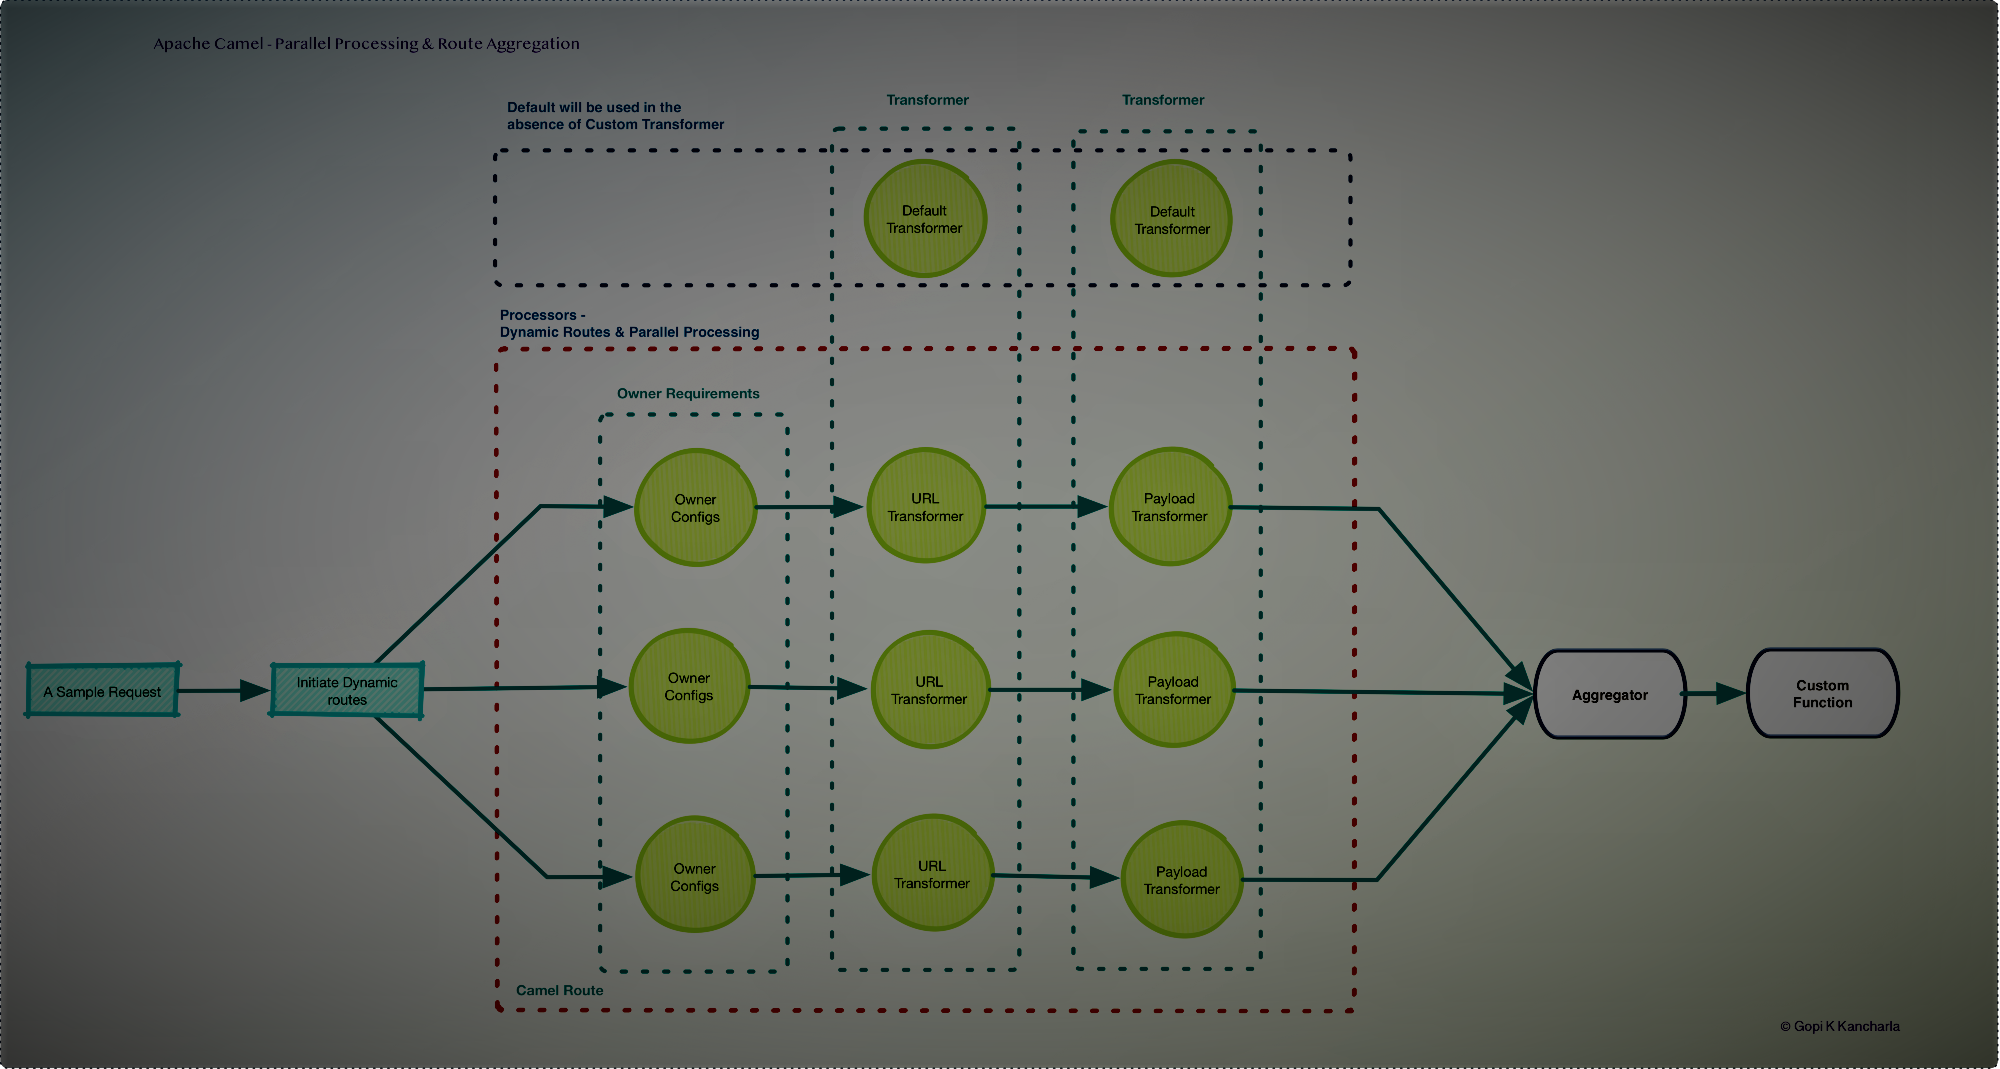 Apache Camel - Parallel Processing & Route Aggregation
Default will be used in the
absence of Custom Transformer
Transformer
Transformer
Default
Transformer
Default
Transformer
Processors -
Dynamic Routes & Parallel Processing
Owner Requirements
Owner
Configs
URL
Transformer
Payload
Transformer
A Sample Request
Initiate Dynamic
routes
Owner
Configs
URL
Transformer
Payload
Transformer
Aggregator
Custom
Function
Owner
Configs
URL
Transformer
Payload
Transformer
Camel Route
© Gopi K Kancharla